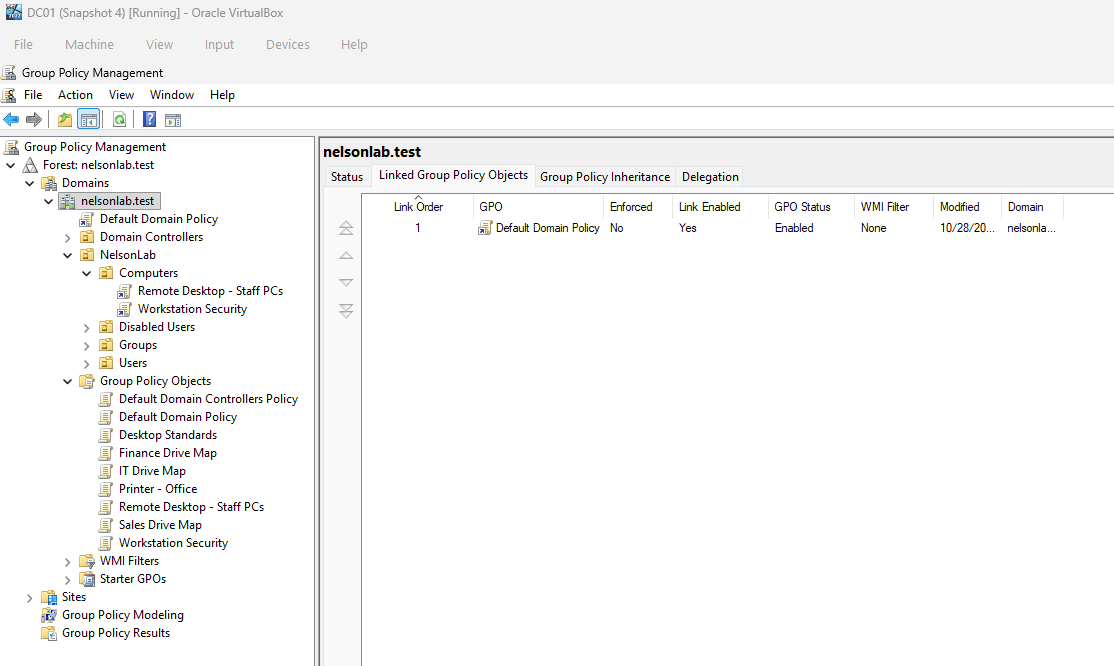 DC01 (Snapshot 4) [Running] - Oracle VirtualBox
File Machine View Input Devices Help
Group Policy Management
File Action View Window Help
Group Policy Management
Forest: nelsonlab.test
Domains
nelsonlab.test
Default Domain Policy
Domain Controllers
NelsonLab
Computers
Remote Desktop - Staff PCs
Workstation Security
Disabled Users
Groups
Users
Group Policy Objects
Default Domain Controllers Policy
Default Domain Policy
Desktop Standards
Finance Drive Map
IT Drive Map
Printer - Office
Remote Desktop - Staff PCs
Sales Drive Map
Workstation Security
WMI Filters
Starter GPOs
Sites
Group Policy Modeling
Group Policy Results
nelsonlab.test
Status Linked Group Policy Objects Group Policy Inheritance Delegation
Link Order GPO Enforced Link Enabled GPO Status WMI Filter Modified Domain
1 Default Domain Policy No Yes Enabled None 10/28/20... nelsonla...